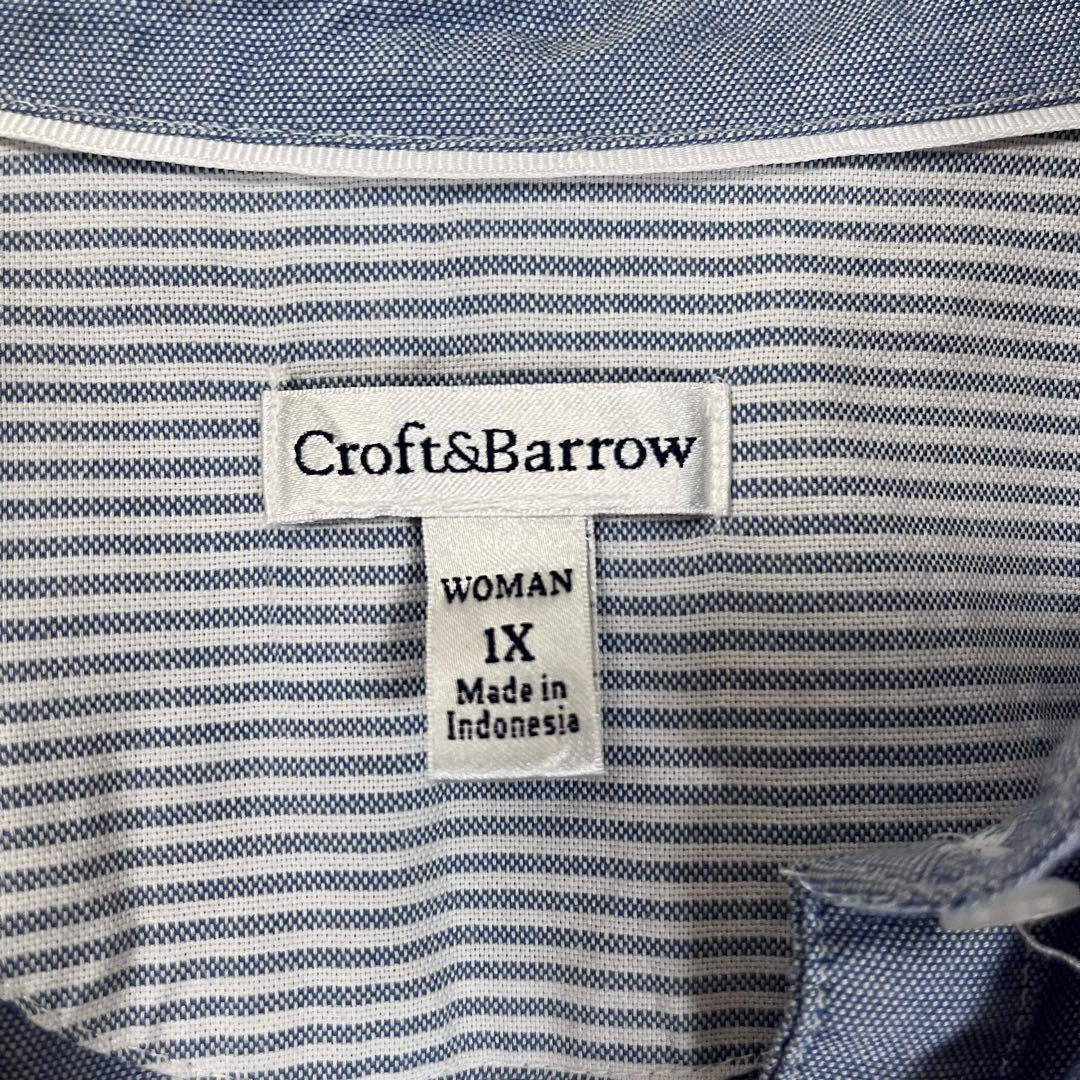 Croft&Barrow
WOMAN
1X
Made in
Indonesia